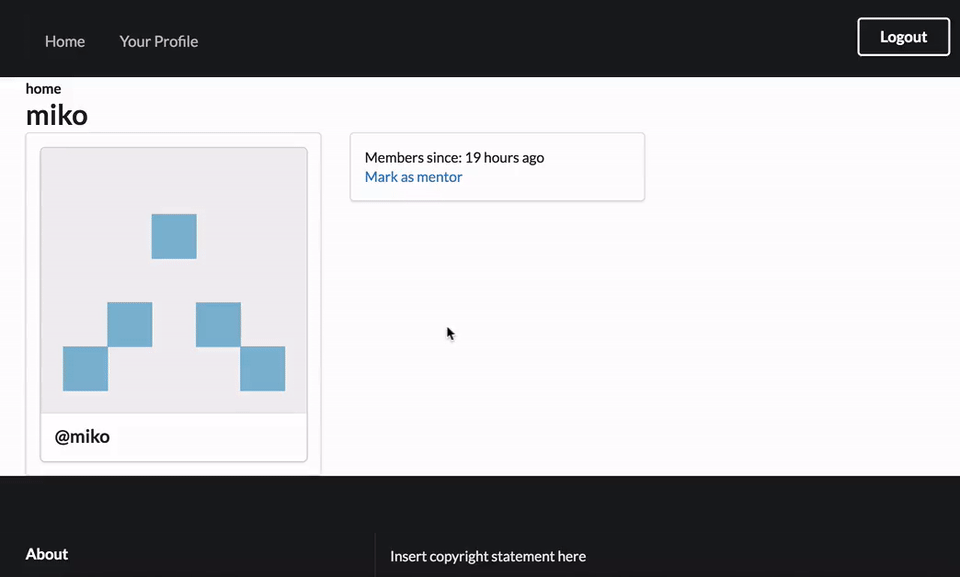 Home
Your Profile
Logout
home
miko
Members since: 19 hours ago
Mark as mentor
@miko
About
Insert copyright statement here